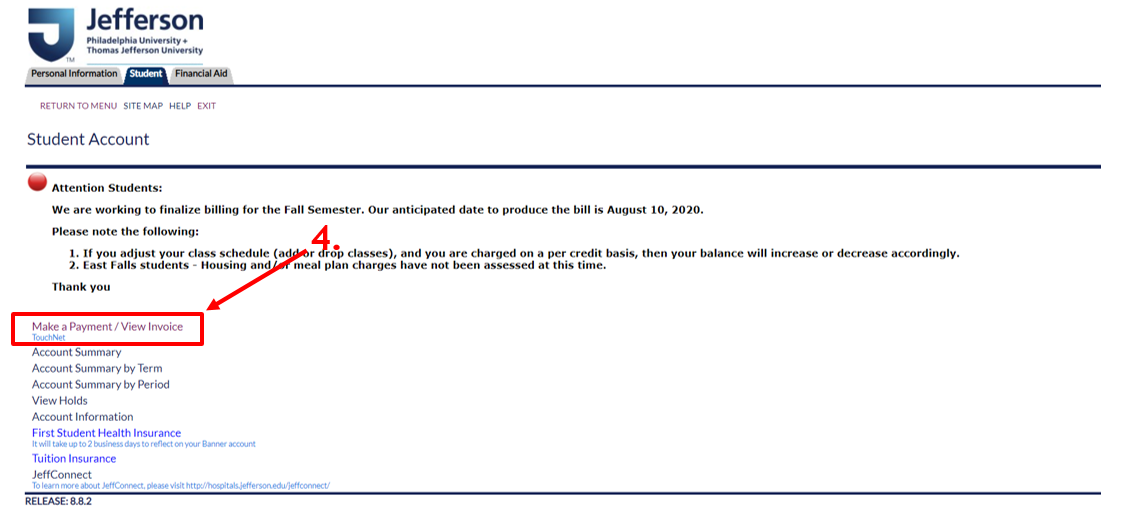 Jefferson
Philadelphia University +
Thomas Jefferson University
TM
Personal Information Student Financial Aid
RETURN TO MENU SITE MAP HELP EXIT
Student Account
Attention Students:
We are working to finalize billing for the Fall Semester. Our anticipated date to produce the bill is August 10, 2020.
Please note the following:
4.
1. If you adjust your class schedule (add or drop classes), and you are charged on a per credit basis, then your balance will increase or decrease accordingly.
2. East Falls students - Housing and/or meal plan charges have not been assessed at this time.
Thank you
Make a Payment / View Invoice
TouchNet
Account Summary
Account Summary by Term
Account Summary by Period
View Holds
Account Information
First Student Health Insurance
It will take up to 2 business days to reflect on your Banner account
Tuition Insurance
JeffConnect
To learn more about JeffConnect, please visit http://hospitals.jefferson.edu/jeffconnect/
RELEASE: 8.8.2